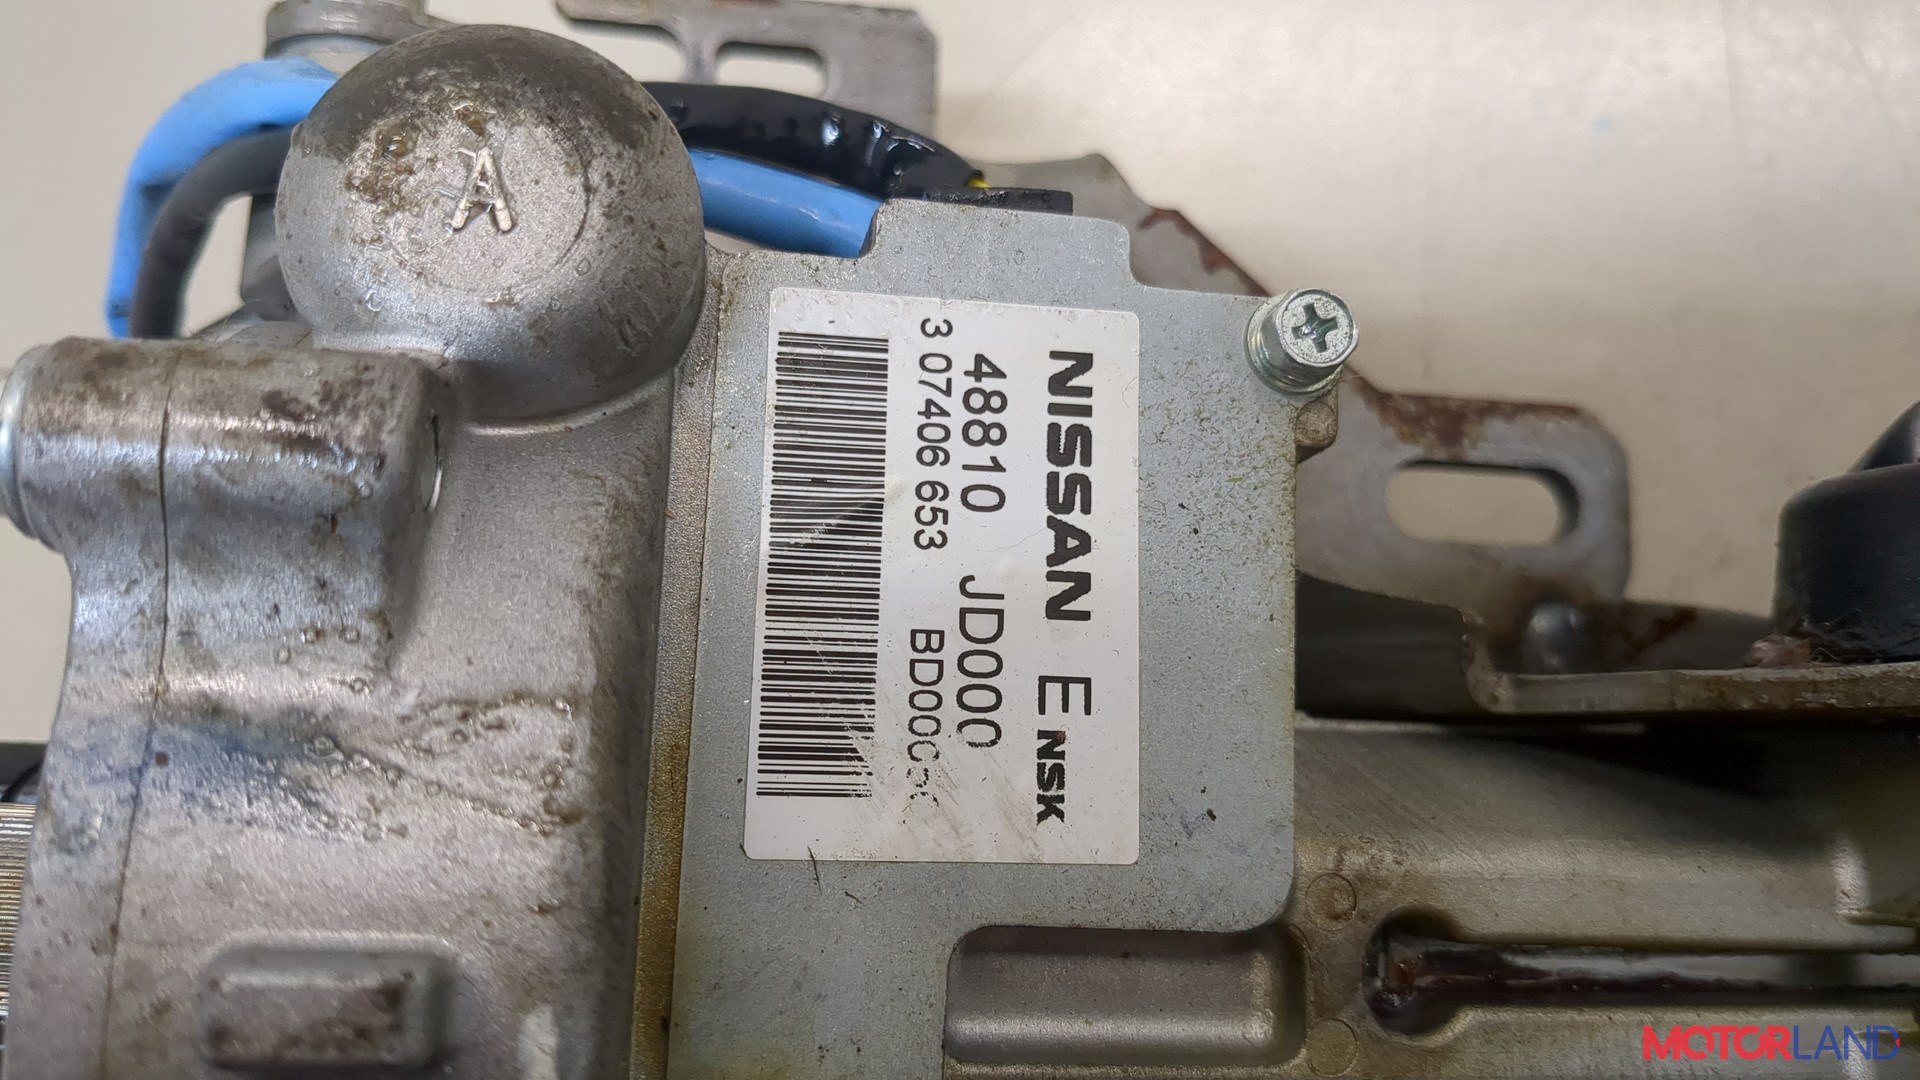 A
NISSAN E NSK
48810 JD000
3 07406 653
MOTORLAND